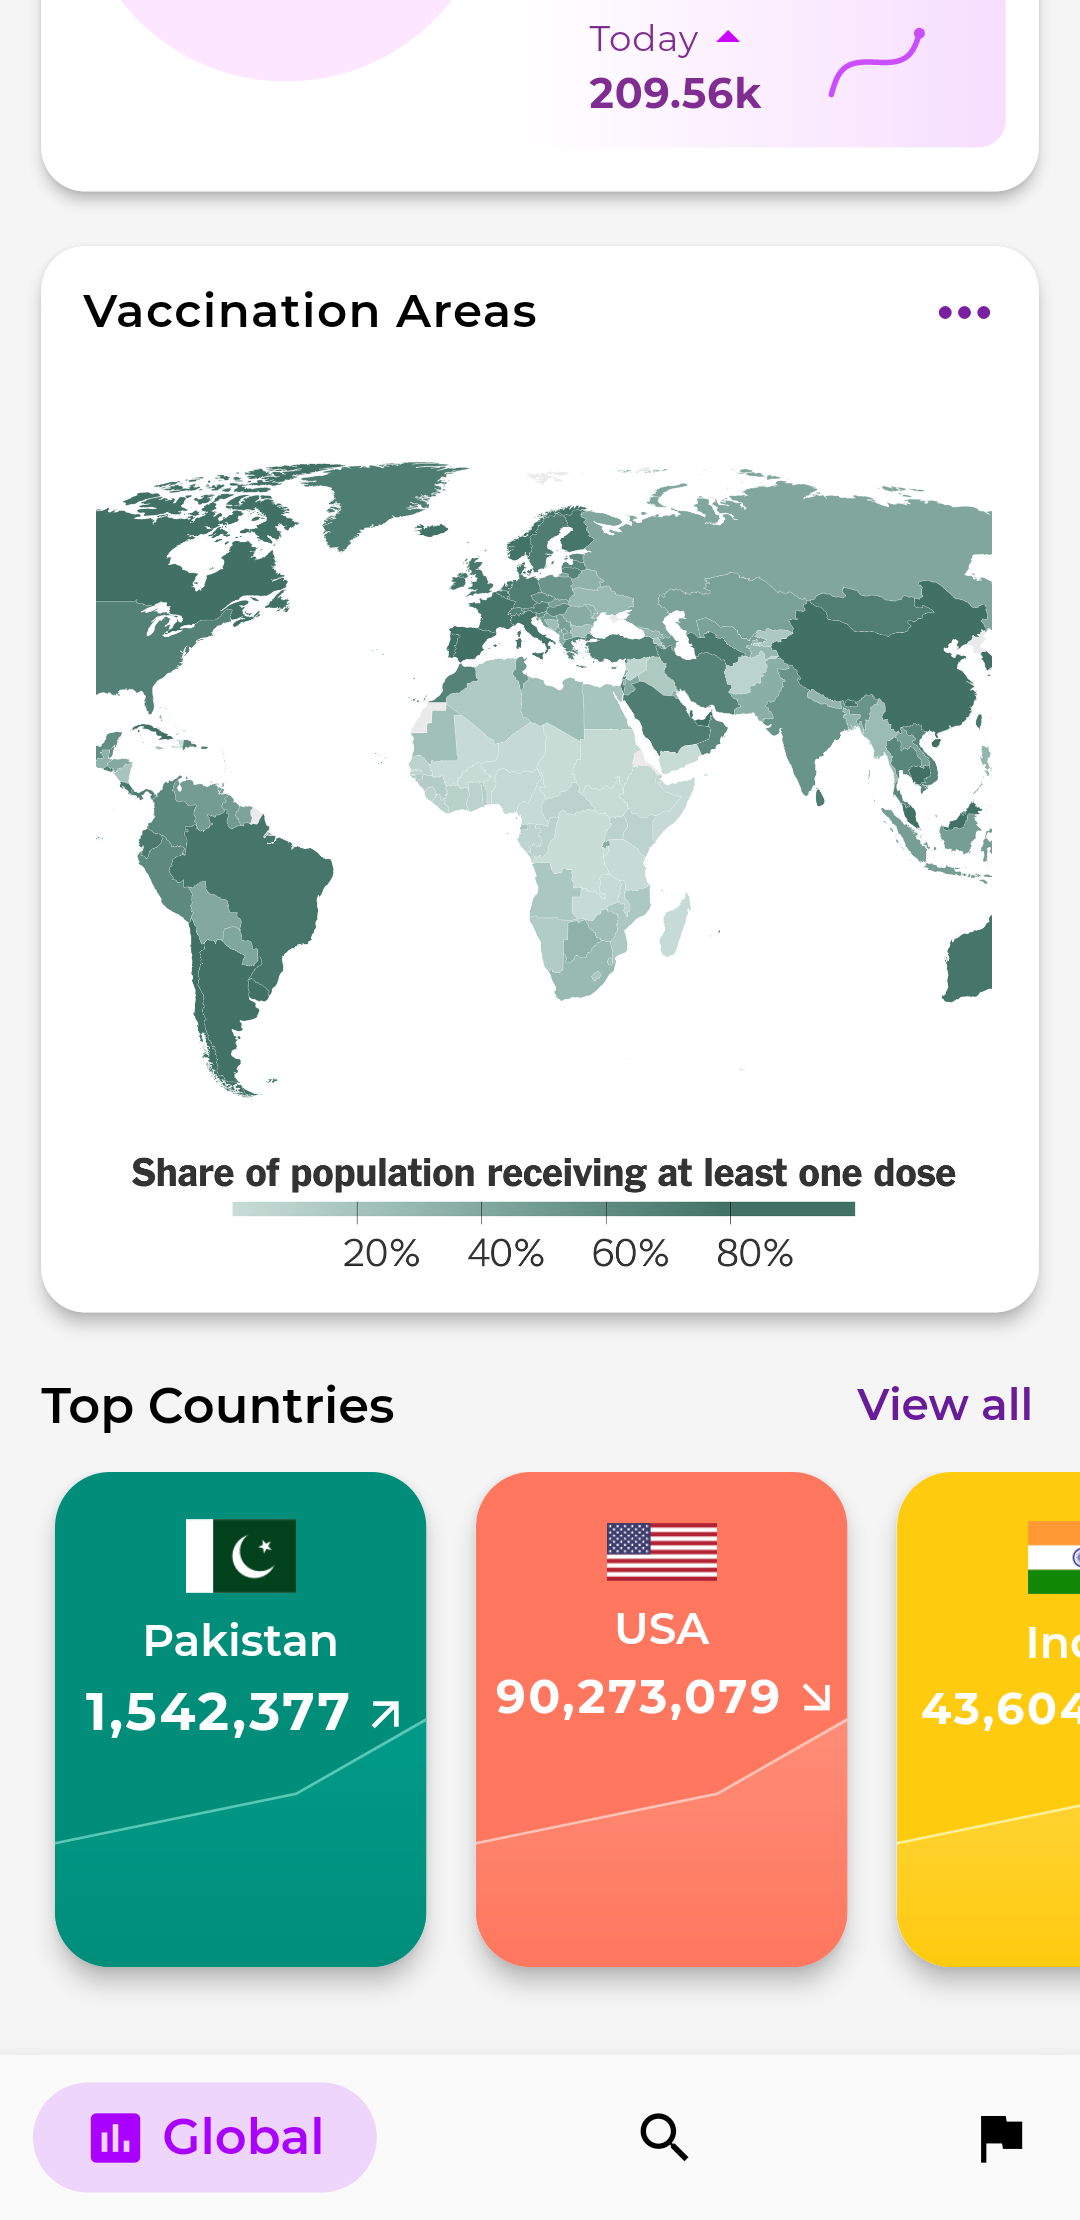 Today
209.56k
Vaccination Areas
Share of population receiving at least one dose
20% 40% 60% 80%
Top Countries
View all
Pakistan
1,542,377
USA
90,273,079
Ind
43,604
Global